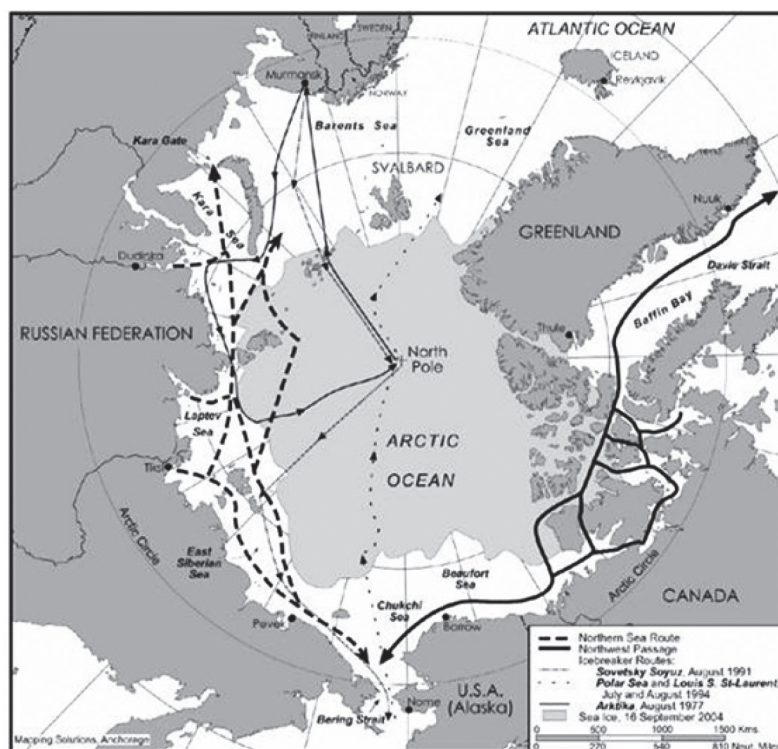 ATLANTIC OCEAN
FINLAND
SWEDEN
ICELAND
Reykjavik
Murmansk
NORWAY
Barents Sea
Greenland
Sea
Kara Gate
SVALBARD
Kara Sea
Nuuk
GREENLAND
Dudinka
Davis Strait
Baffin Bay
RUSSIAN FEDERATION
Thule
North
Pole
Laptev
Sea
ARCTIC
OCEAN
Tiksi
Arctic Circle
East
Siberian
Sea
Beaufort
Sea
Arctic Circle
CANADA
Chukchi
Sea
Pevek
Barrow
U.S.A.
(Alaska)
Nome
Bering Strait
Northern Sea Route
Northwest Passage
Icebreaker Routes:
Sovetsky Soyuz, August 1991
Polar Sea and Louis S. St-Laurent,
July and August 1994
Arktika, August 1977
Sea Ice, 16 September 2004
0 500 1000 1500 Kms.
0 270 540 810 Naut. Miles
Mapping Solutions, Anchorage